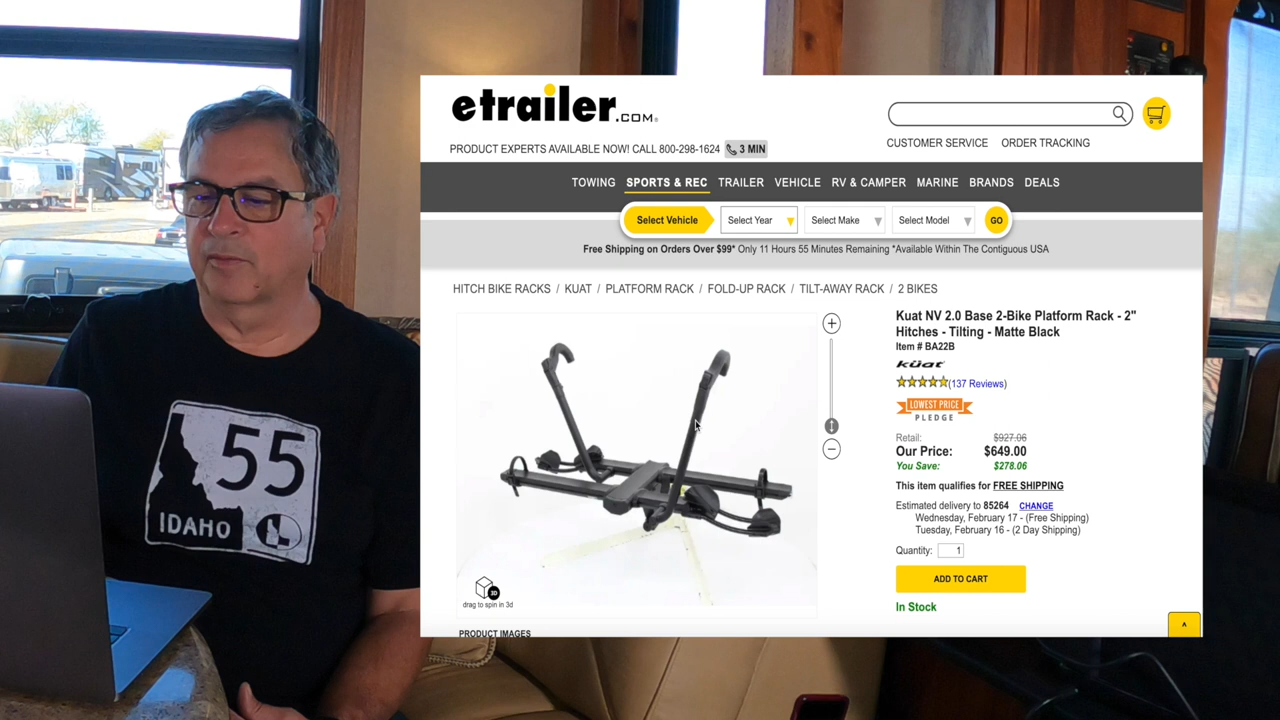 etrailer.COM
PRODUCT EXPERTS AVAILABLE NOW! CALL 800-298-1624 3 MIN
CUSTOMER SERVICE ORDER TRACKING
TOWING SPORTS & REC TRAILER VEHICLE RV & CAMPER MARINE BRANDS DEALS
Select Vehicle Select Year Select Make Select Model GO
Free Shipping on Orders Over $99* Only 11 Hours 55 Minutes Remaining *Available Within The Contiguous USA
HITCH BIKE RACKS / KUAT / PLATFORM RACK / FOLD-UP RACK / TILT-AWAY RACK / 2 BIKES
Kuat NV 2.0 Base 2-Bike Platform Rack - 2"
Hitches - Tilting - Matte Black
Item # BA22B
küat
(137 Reviews)
LOWEST PRICE
PLEDGE
Retail: $927.06
Our Price: $649.00
You Save: $278.06
This item qualifies for FREE SHIPPING
Estimated delivery to 85264 CHANGE
Wednesday, February 17 - (Free Shipping)
Tuesday, February 16 - (2 Day Shipping)
Quantity: 1
ADD TO CART
In Stock
3D
drag to spin in 3d
PRODUCT IMAGES
55
IDAHO